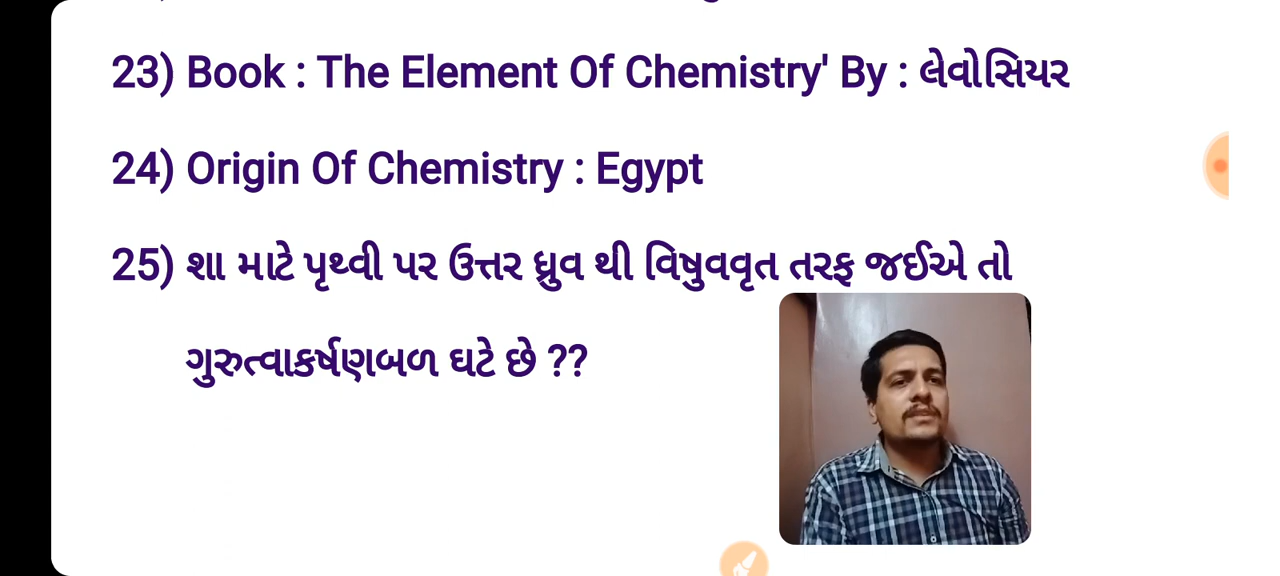 23) Book : The Element Of Chemistry' By : લેવોસિયર
24) Origin Of Chemistry : Egypt
25) શા માટે પૃથ્વી પર ઉત્તર ધ્રુવ થી વિષુવવૃત તરફ જઈએ તો
ગુરુત્વાકર્ષણબળ ઘટે છે ??